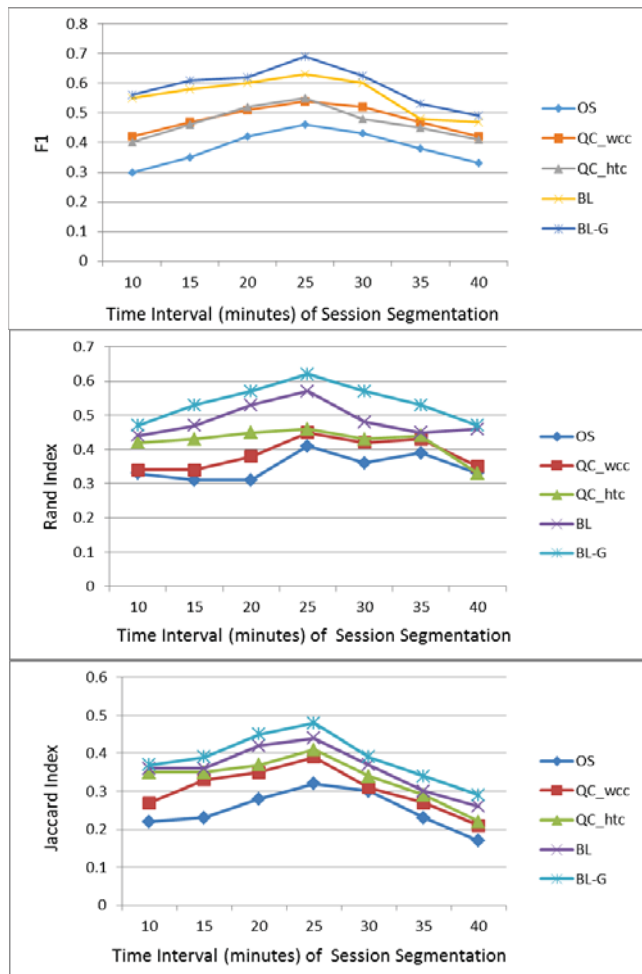 0.8
0.7
0.6
0.5
0.4
0.3
0.2
0.1
0
F1
10 15 20 25 30 35 40
Time Interval (minutes) of Session Segmentation
OS
QC_wcc
QC_htc
BL
BL-G
0.7
0.6
0.5
0.4
0.3
0.2
0.1
0
Rand Index
10 15 20 25 30 35 40
Time Interval (minutes) of Session Segmentation
OS
QC_wcc
QC_htc
BL
BL-G
0.6
0.5
0.4
0.3
0.2
0.1
0
Jaccard Index
10 15 20 25 30 35 40
Time Interval (minutes) of Session Segmentation
OS
QC_wcc
QC_htc
BL
BL-G